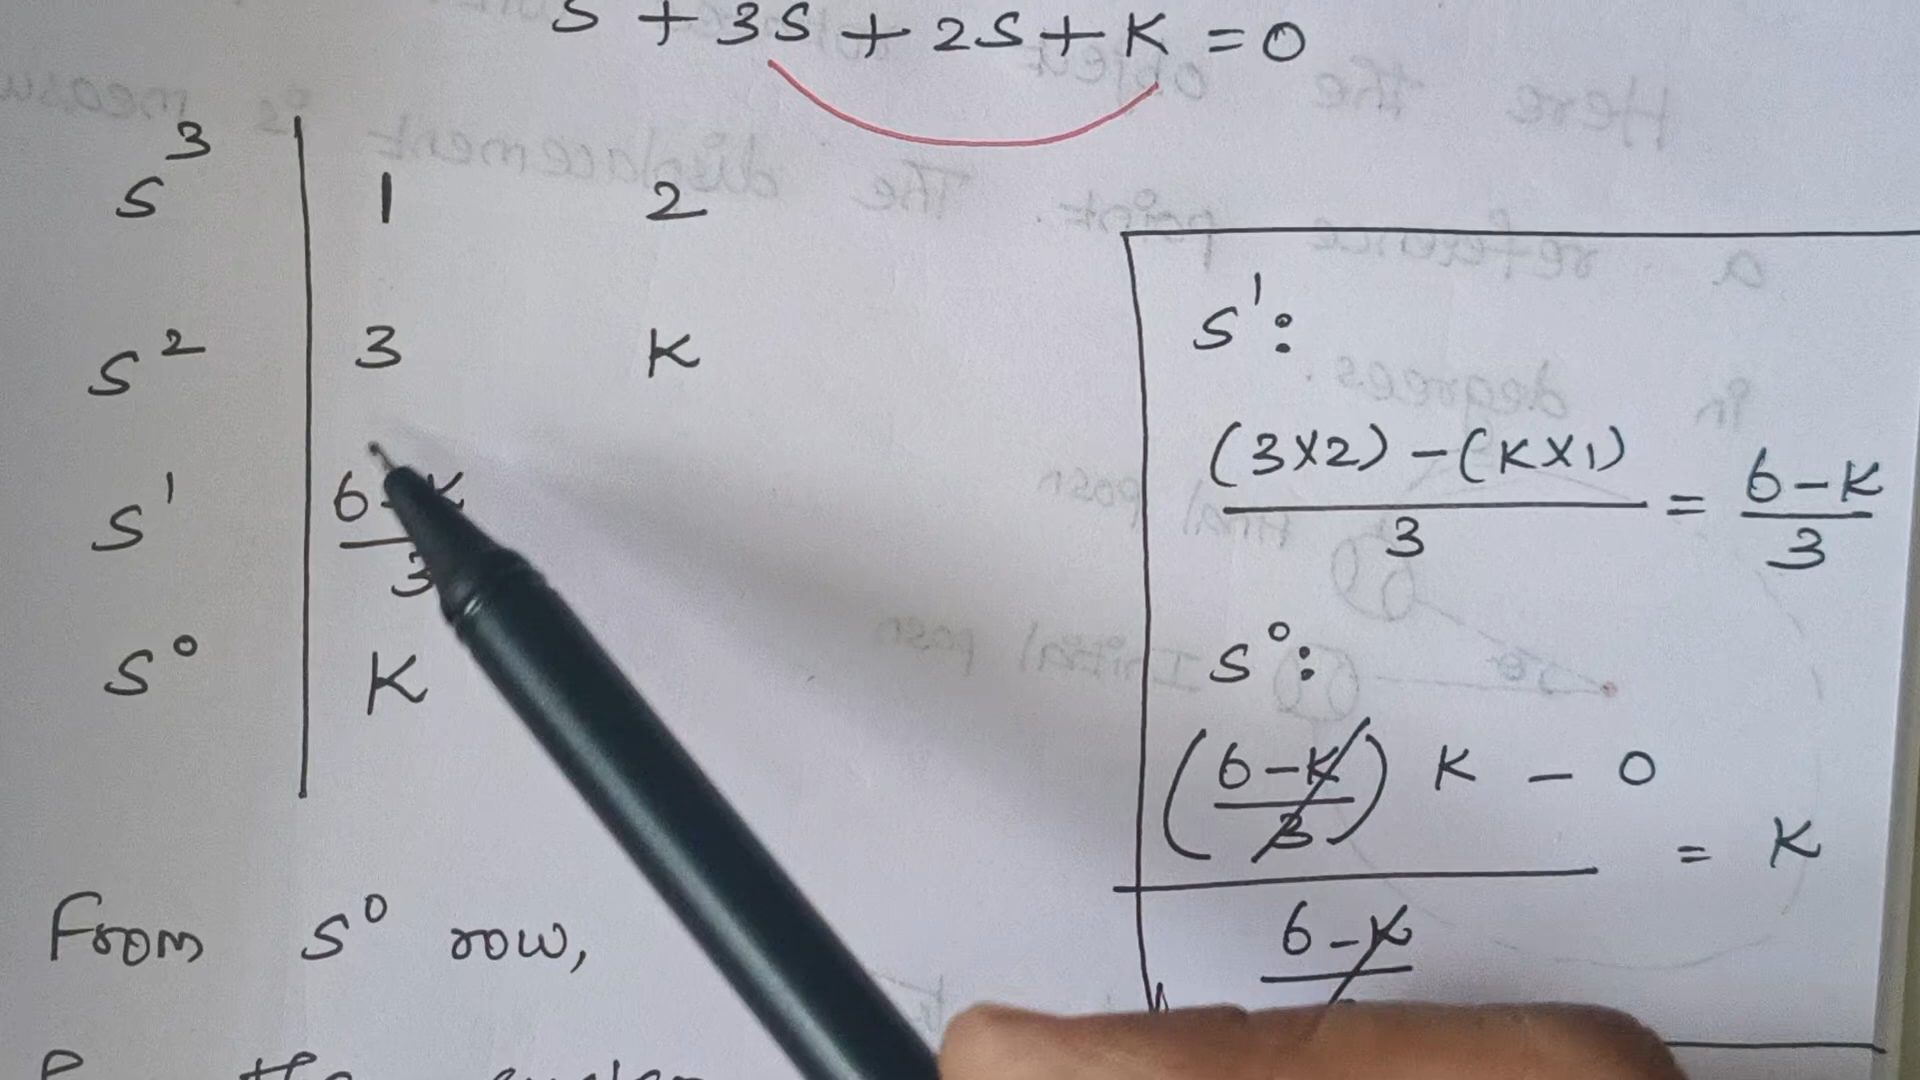 S + 3S + 2S + K = 0
S³ 1 2
S² 3 K
S¹ 6-K/3
S⁰ K
From S⁰ row,
S¹:
(3×2) - (K×1)/3 = 6-K/3
S⁰:
(6-K/3) K - 0
= K
6-K